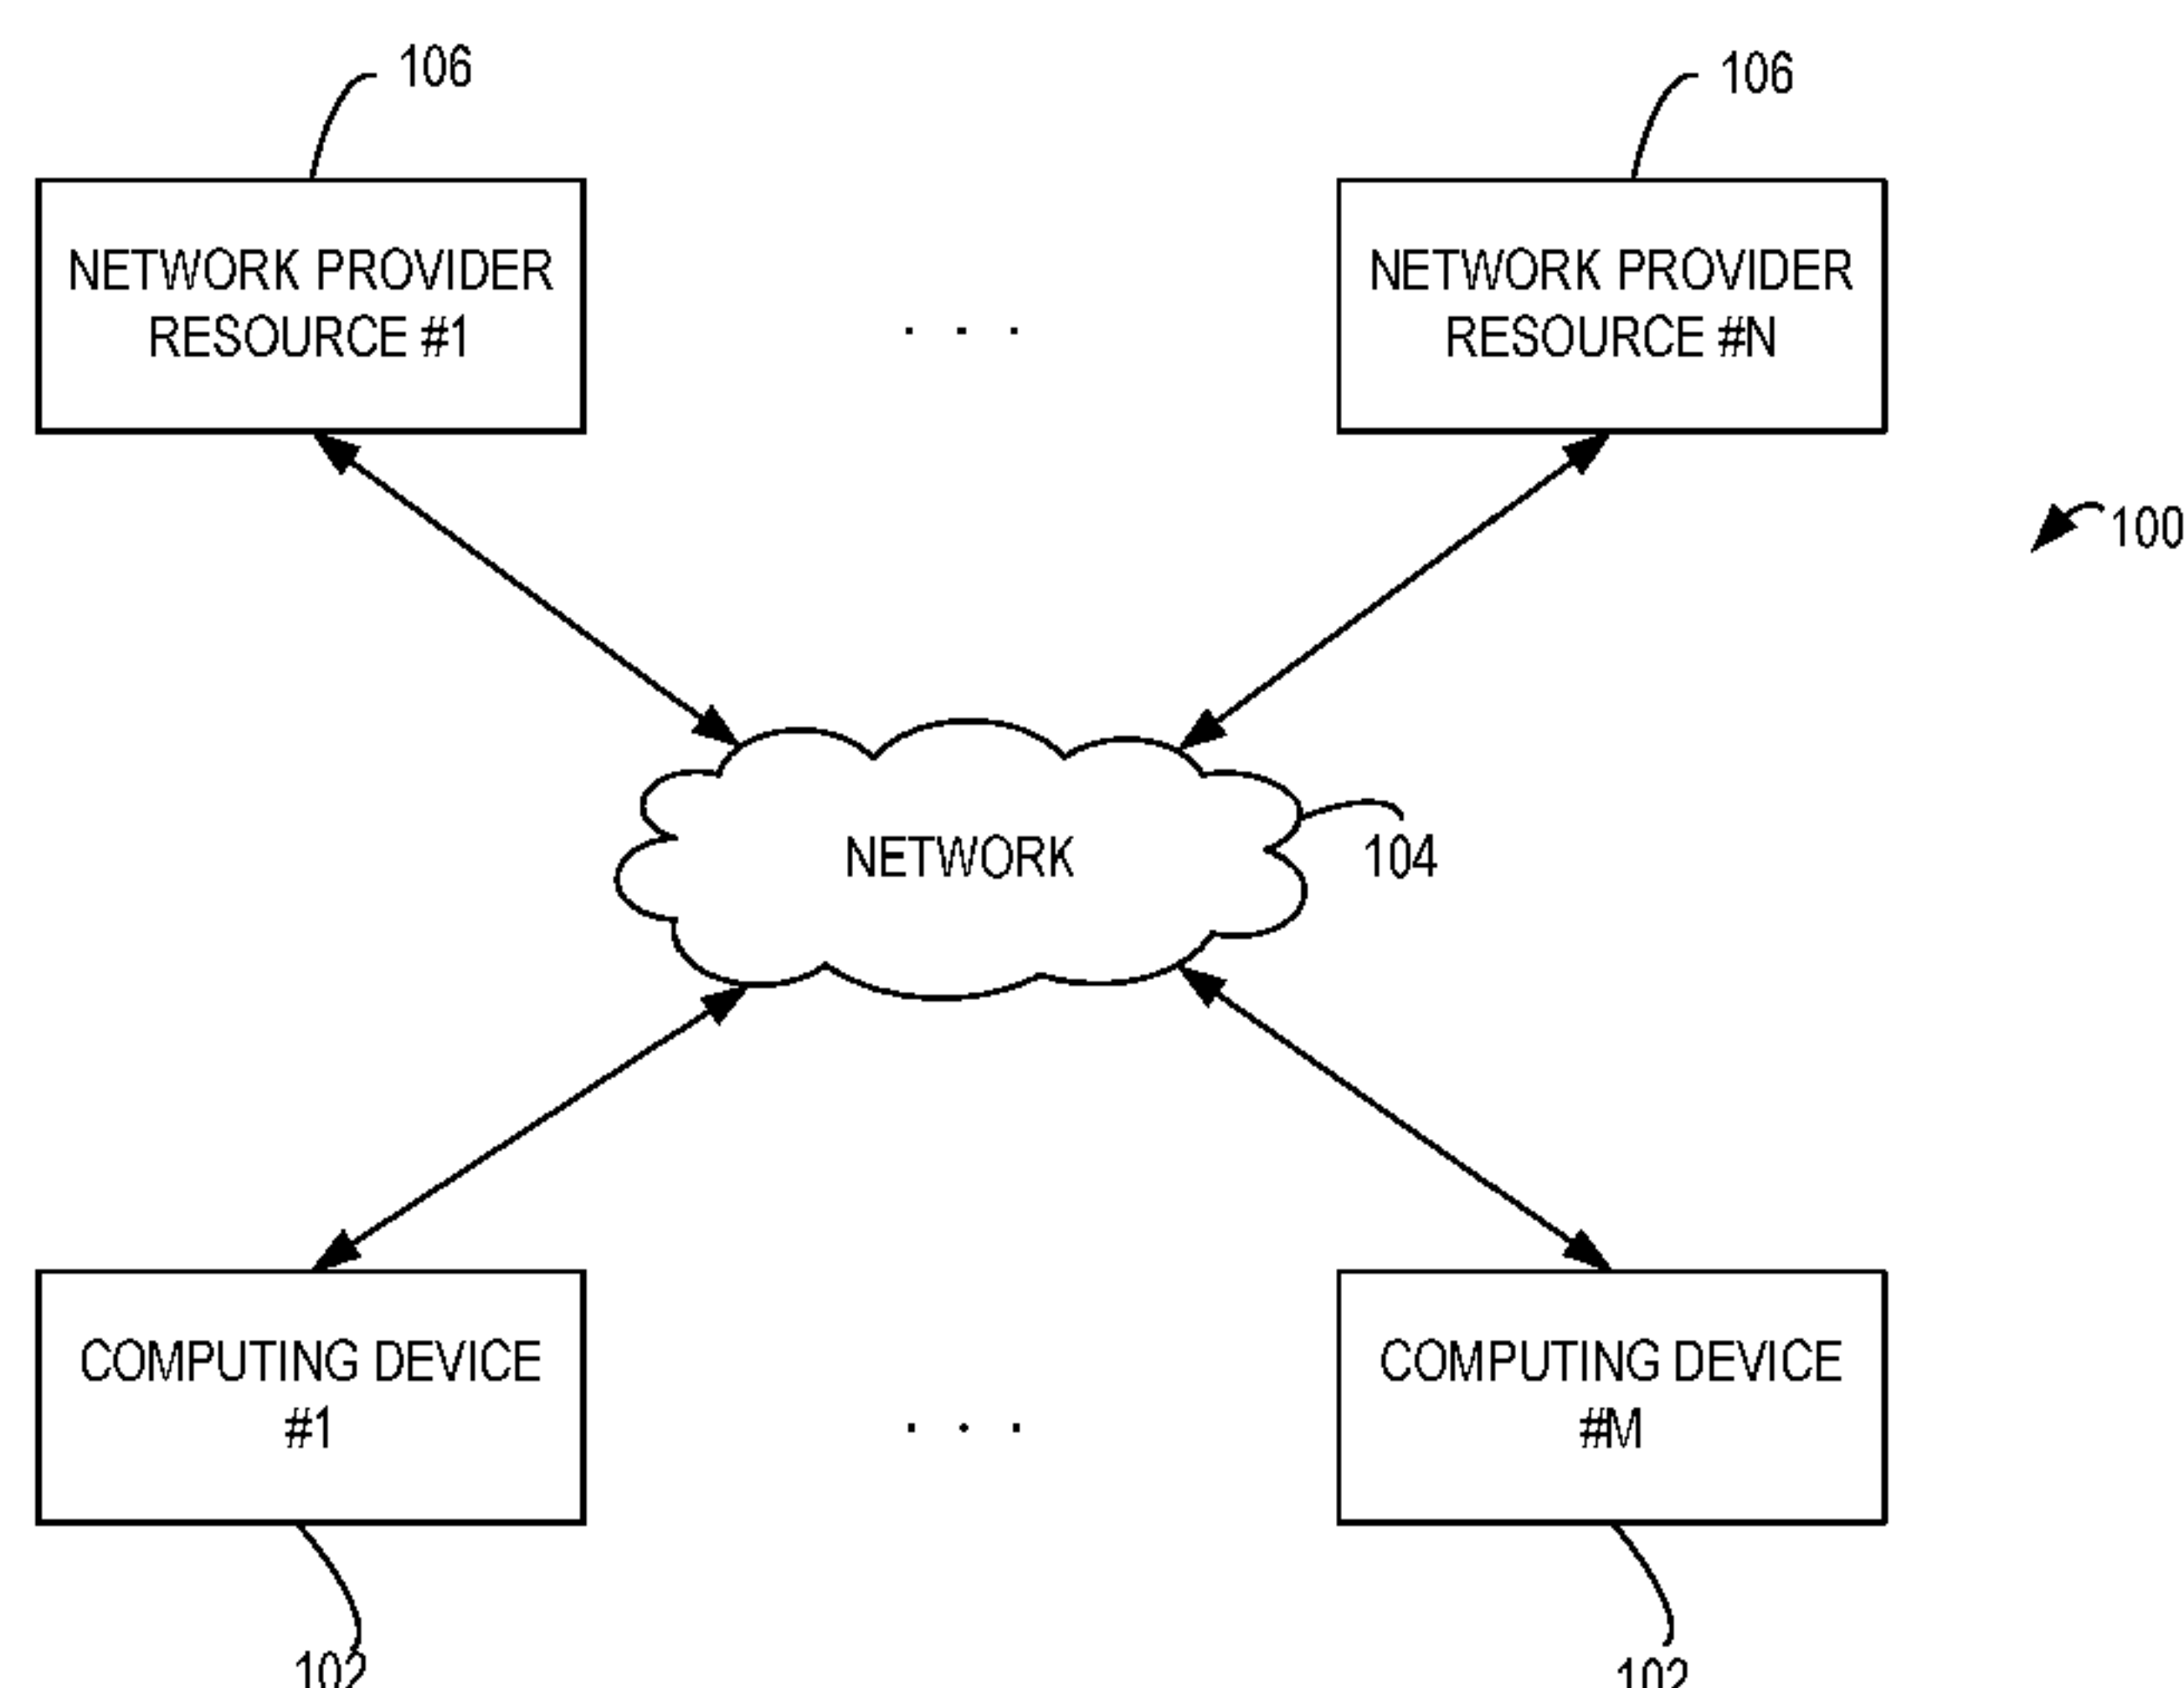 106
106
NETWORK PROVIDER
RESOURCE #1
. . .
NETWORK PROVIDER
RESOURCE #N
100
NETWORK
104
COMPUTING DEVICE
#1
. . .
COMPUTING DEVICE
#M
102
102